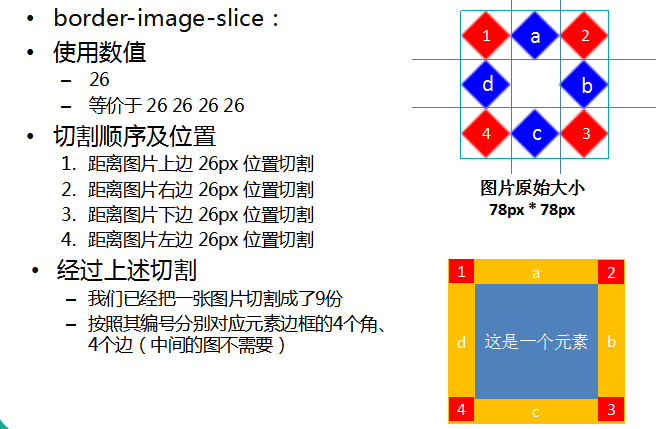 • border-image-slice：
• 使用数值
– 26
– 等价于 26 26 26 26
• 切割顺序及位置
1. 距离图片上边 26px 位置切割
2. 距离图片右边 26px 位置切割
3. 距离图片下边 26px 位置切割
4. 距离图片左边 26px 位置切割
• 经过上述切割
– 我们已经把一张图片切割成了9份
– 按照其编号分别对应元素边框的4个角、
4个边（中间的图不需要）
1 a 2
d b
4 c 3
图片原始大小
78px * 78px
1 a 2
d 这是一个元素 b
4 c 3